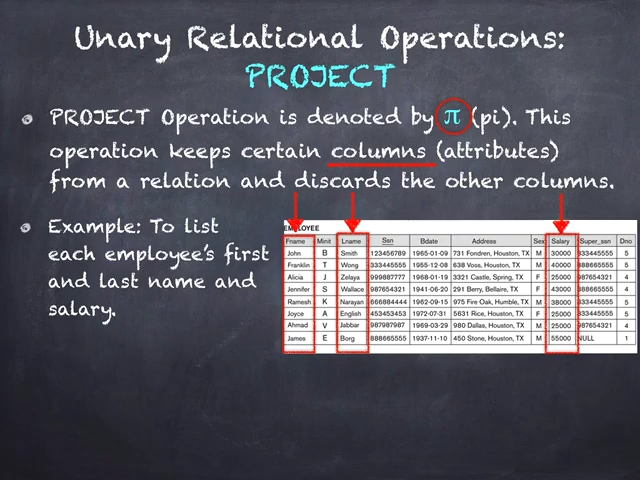 Unary Relational Operations:
PROJECT
PROJECT Operation is denoted by π (pi). This
operation keeps certain columns (attributes)
from a relation and discards the other columns.
Example: To list
each employee's first
and last name and
salary.
EMPLOYEE
Fname Minit Lname Ssn Bdate Address Sex Salary Super_ssn Dno
John B Smith 123456789 1965-01-09 731 Fondren, Houston, TX M 30000 333445555 5
Franklin T Wong 333445555 1955-12-08 638 Voss, Houston, TX M 40000 888665555 5
Alicia J Zelaya 999887777 1968-01-19 3321 Castle, Spring, TX F 25000 987654321 4
Jennifer S Wallace 987654321 1941-06-20 291 Berry, Bellaire, TX F 43000 888665555 4
Ramesh K Narayan 666884444 1962-09-15 975 Fire Oak, Humble, TX M 38000 333445555 5
Joyce A English 453453453 1972-07-31 5631 Rice, Houston, TX F 25000 333445555 5
Ahmad V Jabbar 987987987 1969-03-29 980 Dallas, Houston, TX M 25000 987654321 4
James E Borg 888665555 1937-11-10 450 Stone, Houston, TX M 55000 NULL 1